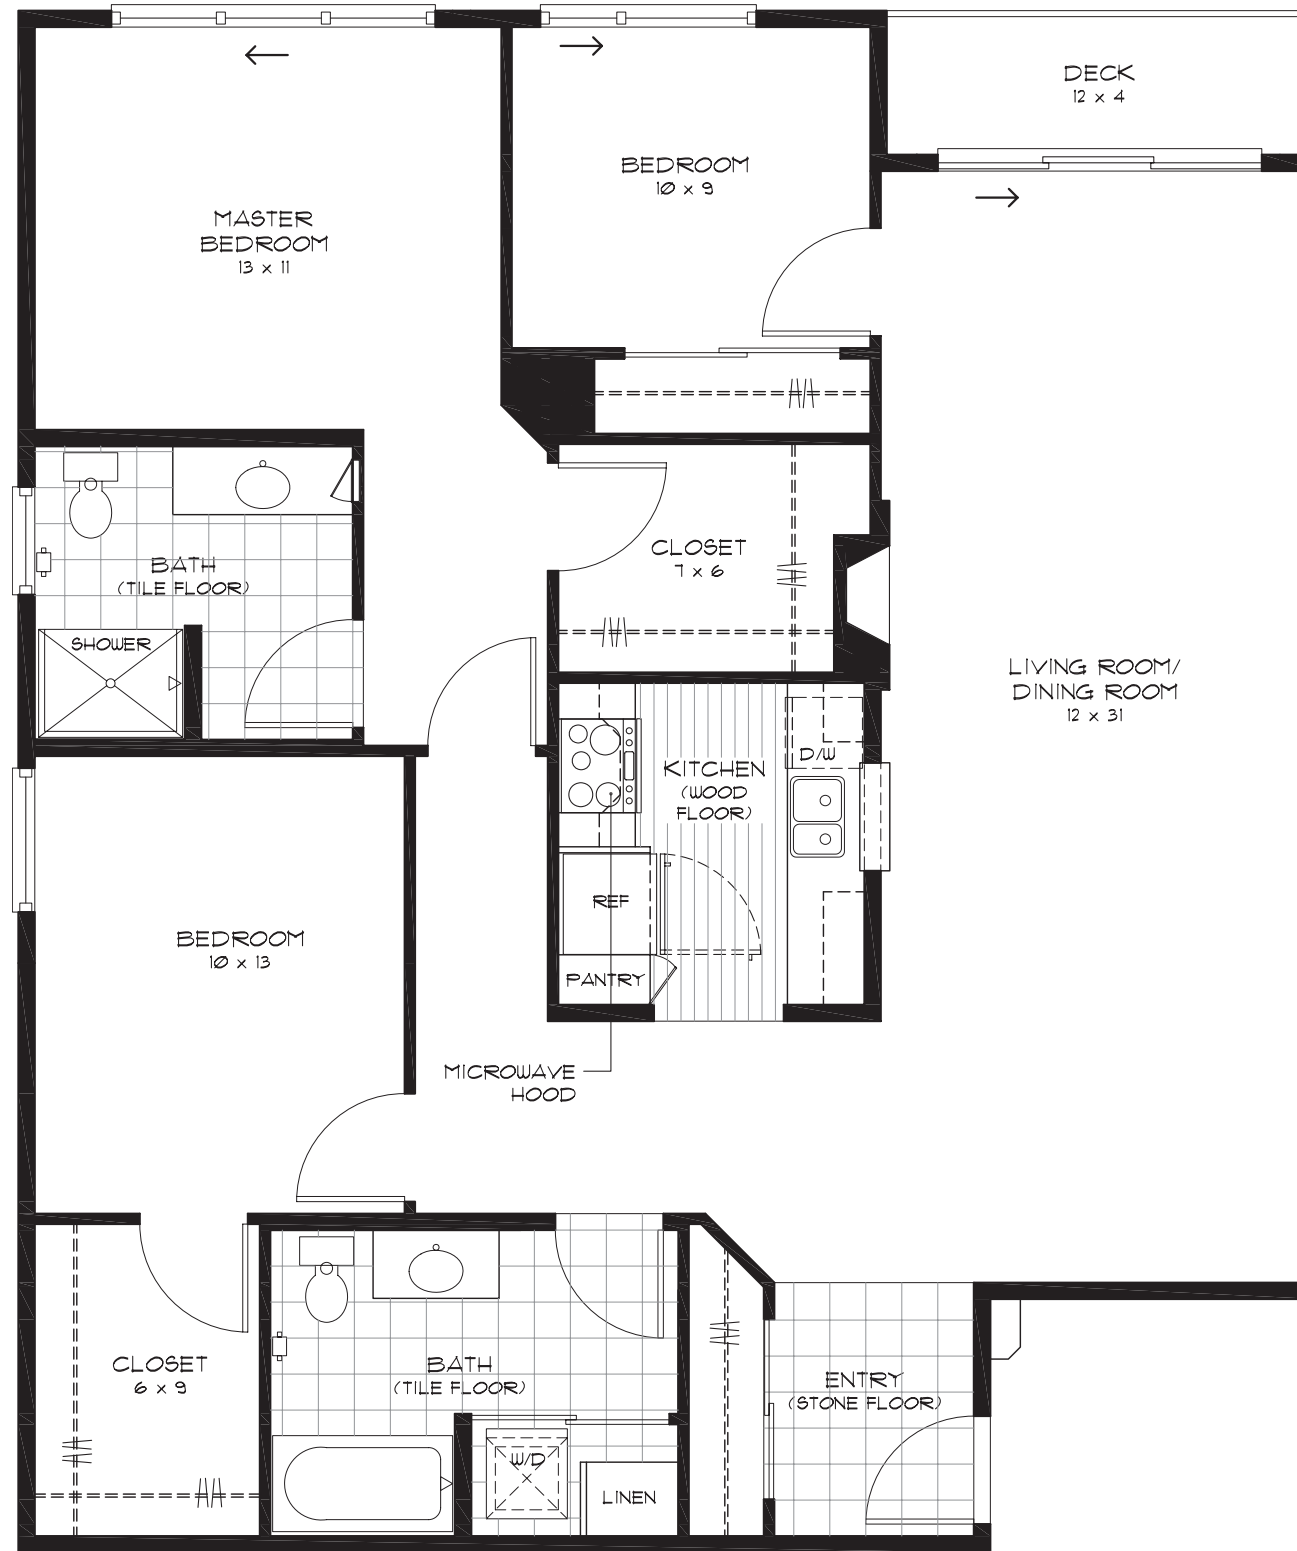 DECK
12 x 4
BEDROOM
10 x 9
MASTER
BEDROOM
13 x 11
BATH
(TILE FLOOR)
SHOWER
CLOSET
7 x 6
LIVING ROOM/
DINING ROOM
12 x 31
D/W
KITCHEN
(WOOD
FLOOR)
REF
PANTRY
BEDROOM
10 x 13
MICROWAVE
HOOD
CLOSET
6 x 9
BATH
(TILE FLOOR)
ENTRY
(STONE FLOOR)
W/D
LINEN